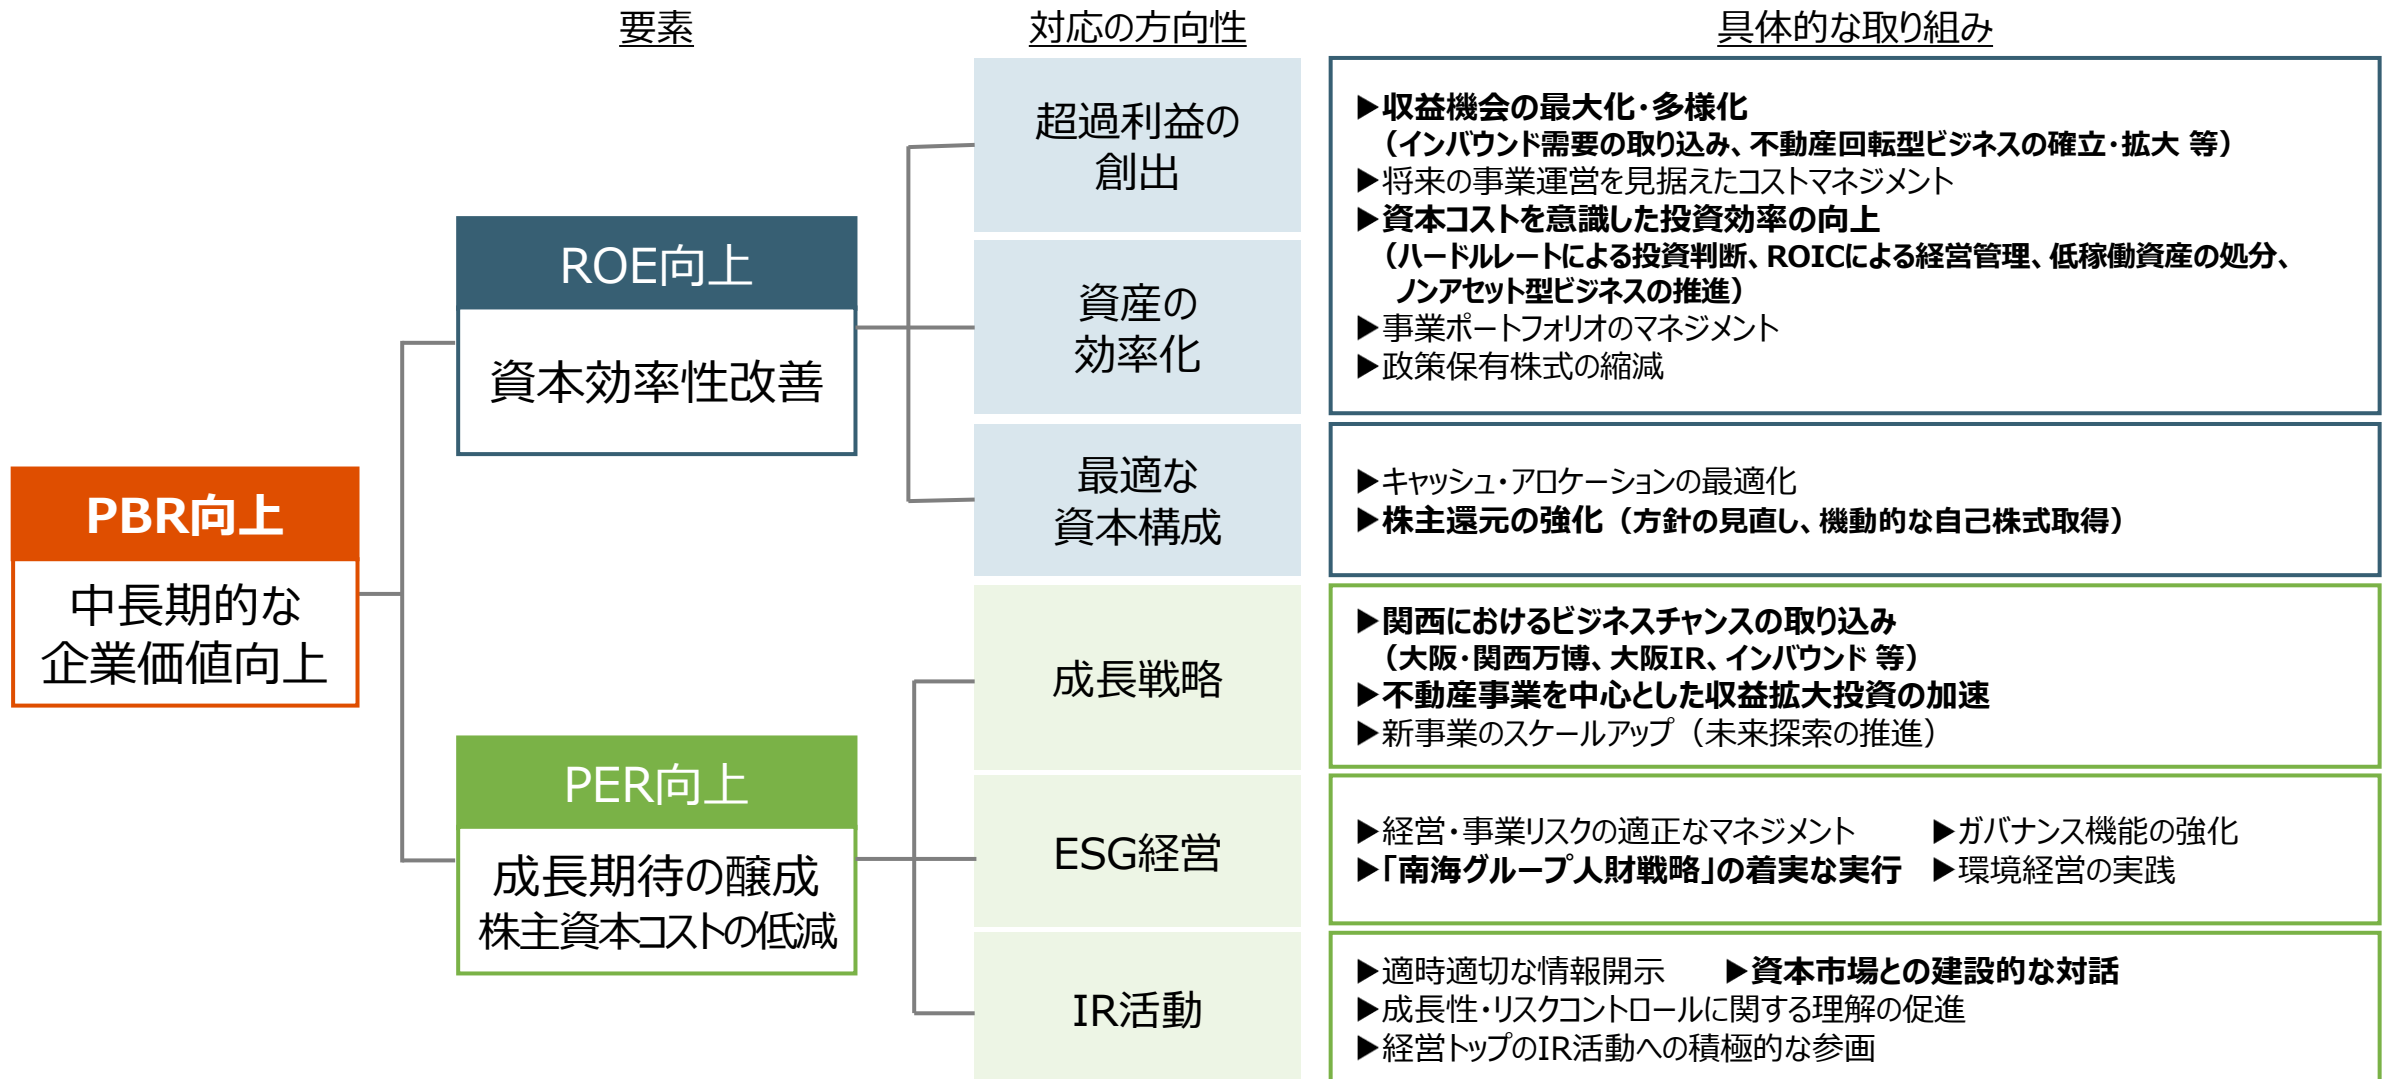 要素
対応の方向性
具体的な取り組み
PBR向上
中長期的な
企業価値向上
ROE向上
資本効率性改善
超過利益の
創出
資産の
効率化
▶収益機会の最大化・多様化
（インバウンド需要の取り込み、不動産回転型ビジネスの確立・拡大 等）
▶将来の事業運営を見据えたコストマネジメント
▶資本コストを意識した投資効率の向上
（ハードルレートによる投資判断、ROICによる経営管理、低稼働資産の処分、
ノンアセット型ビジネスの推進）
▶事業ポートフォリオのマネジメント
▶政策保有株式の縮減
最適な
資本構成
▶キャッシュ・アロケーションの最適化
▶株主還元の強化（方針の見直し、機動的な自己株式取得）
PER向上
成長期待の醸成
株主資本コストの低減
成長戦略
▶関西におけるビジネスチャンスの取り込み
（大阪・関西万博、大阪IR、インバウンド 等）
▶不動産事業を中心とした収益拡大投資の加速
▶新事業のスケールアップ（未来探索の推進）
ESG経営
▶経営・事業リスクの適正なマネジメント ▶ガバナンス機能の強化
▶「南海グループ人財戦略」の着実な実行 ▶環境経営の実践
IR活動
▶適時適切な情報開示 ▶資本市場との建設的な対話
▶成長性・リスクコントロールに関する理解の促進
▶経営トップのIR活動への積極的な参画